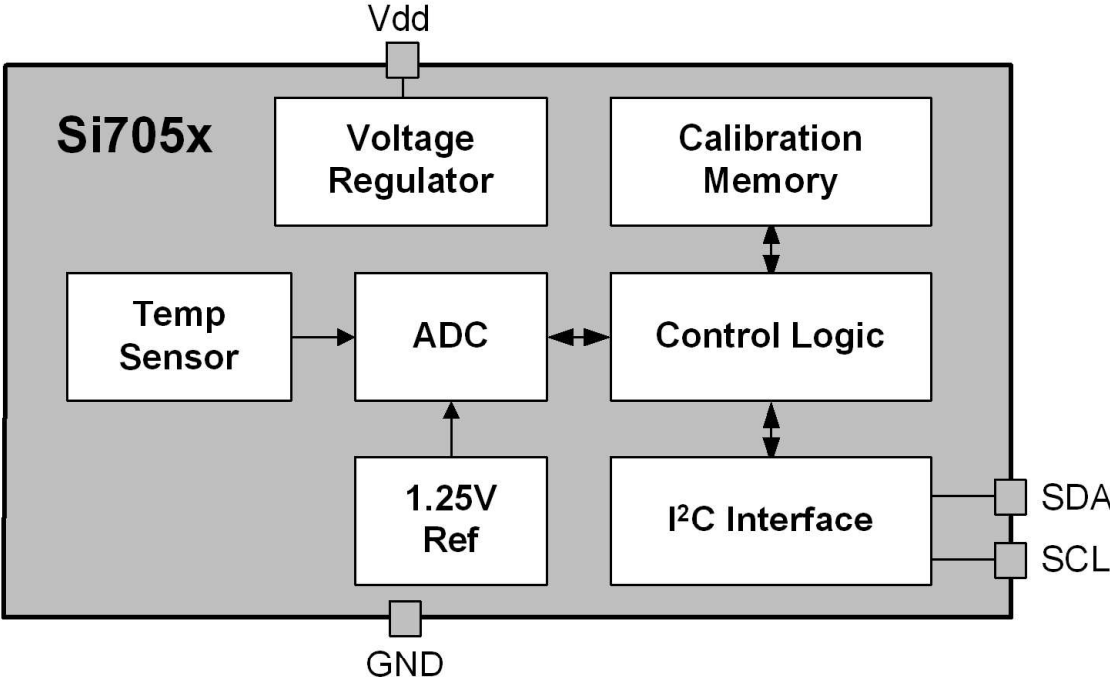 Vdd
Si705x
Voltage
Regulator
Calibration
Memory
Temp
Sensor
ADC
Control Logic
1.25V
Ref
I²C Interface
SDA
SCL
GND